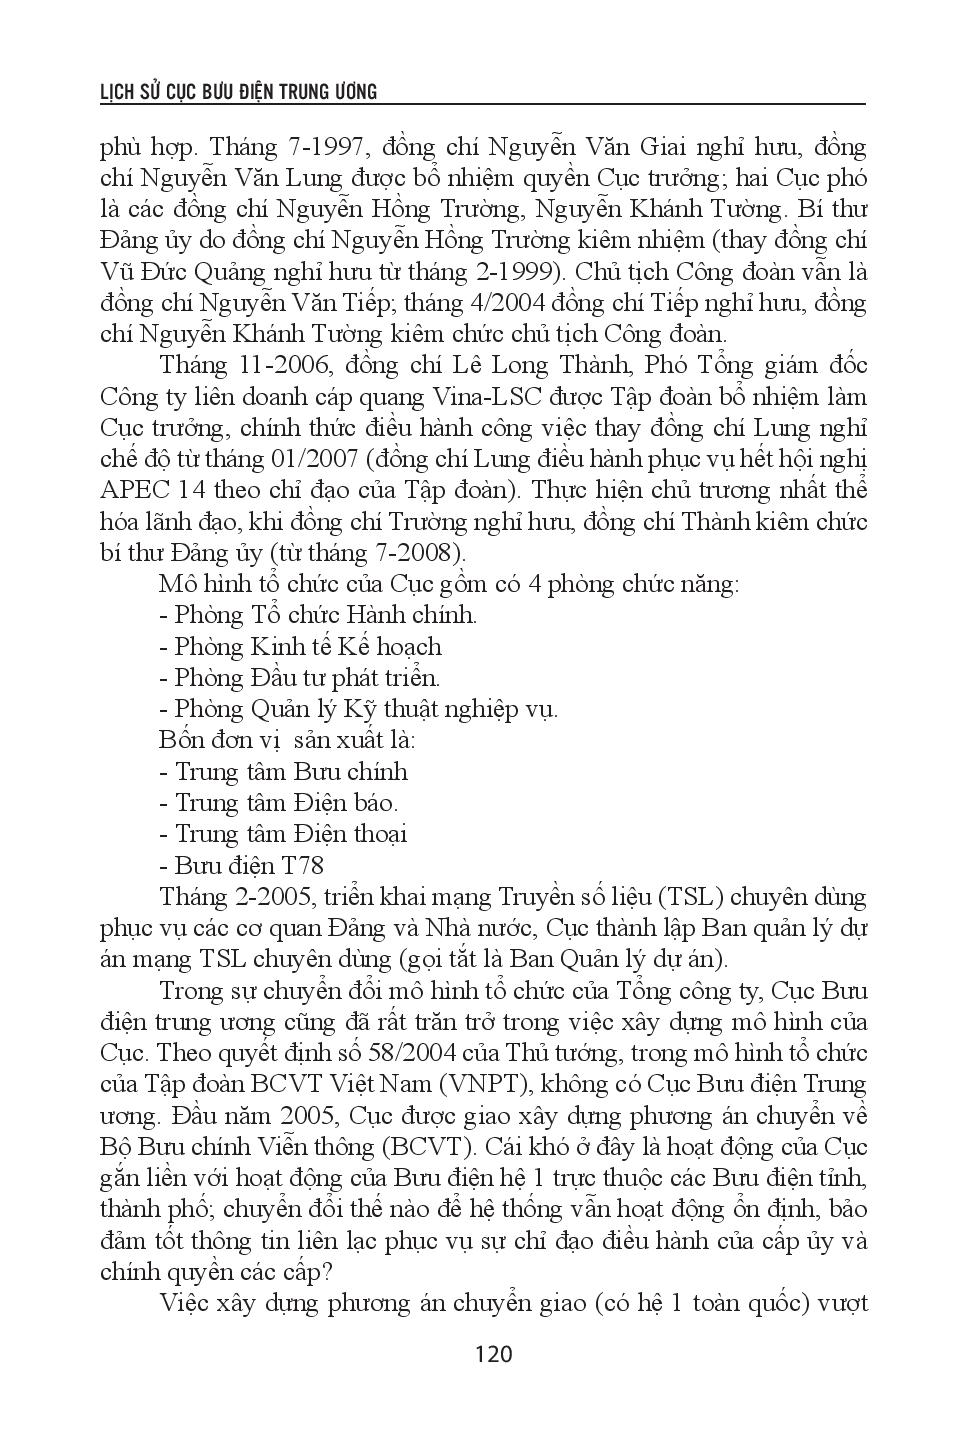 LỊCH SỬ CỤC BƯU ĐIỆN TRUNG ƯƠNG
phù hợp. Tháng 7-1997, đồng chí Nguyễn Văn Giai nghỉ hưu, đồng
chí Nguyễn Văn Lung được bổ nhiệm quyền Cục trưởng; hai Cục phó
là các đồng chí Nguyễn Hồng Trường, Nguyễn Khánh Tường. Bí thư
Đảng ủy do đồng chí Nguyễn Hồng Trường kiêm nhiệm (thay đồng chí
Vũ Đức Quảng nghỉ hưu từ tháng 2-1999). Chủ tịch Công đoàn vẫn là
đồng chí Nguyễn Văn Tiếp; tháng 4/2004 đồng chí Tiếp nghỉ hưu, đồng
chí Nguyễn Khánh Tường kiêm chức chủ tịch Công đoàn.
Tháng 11-2006, đồng chí Lê Long Thành, Phó Tổng giám đốc
Công ty liên doanh cáp quang Vina-LSC được Tập đoàn bổ nhiệm làm
Cục trưởng, chính thức điều hành công việc thay đồng chí Lung nghỉ
chế độ từ tháng 01/2007 (đồng chí Lung điều hành phục vụ hết hội nghị
APEC 14 theo chỉ đạo của Tập đoàn). Thực hiện chủ trương nhất thể
hóa lãnh đạo, khi đồng chí Trường nghỉ hưu, đồng chí Thành kiêm chức
bí thư Đảng ủy (từ tháng 7-2008).
Mô hình tổ chức của Cục gồm có 4 phòng chức năng:
- Phòng Tổ chức Hành chính.
- Phòng Kinh tế Kế hoạch
- Phòng Đầu tư phát triển.
- Phòng Quản lý Kỹ thuật nghiệp vụ.
Bốn đơn vị  sản xuất là:
- Trung tâm Bưu chính
- Trung tâm Điện báo.
- Trung tâm Điện thoại
- Bưu điện T78
Tháng 2-2005, triển khai mạng Truyền số liệu (TSL) chuyên dùng
phục vụ các cơ quan Đảng và Nhà nước, Cục thành lập Ban quản lý dự
án mạng TSL chuyên dùng (gọi tắt là Ban Quản lý dự án).
Trong sự chuyển đổi mô hình tổ chức của Tổng công ty, Cục Bưu
điện trung ương cũng đã rất trăn trở trong việc xây dựng mô hình của
Cục. Theo quyết định số 58/2004 của Thủ tướng, trong mô hình tổ chức
của Tập đoàn BCVT Việt Nam (VNPT), không có Cục Bưu điện Trung
ương. Đầu năm 2005, Cục được giao xây dựng phương án chuyển về
Bộ Bưu chính Viễn thông (BCVT). Cái khó ở đây là hoạt động của Cục
gắn liền với hoạt động của Bưu điện hệ 1 trực thuộc các Bưu điện tỉnh,
thành phố; chuyển đổi thế nào để hệ thống vẫn hoạt động ổn định, bảo
đảm tốt thông tin liên lạc phục vụ sự chỉ đạo điều hành của cấp ủy và
chính quyền các cấp?
Việc xây dựng phương án chuyển giao (có hệ 1 toàn quốc) vượt
120